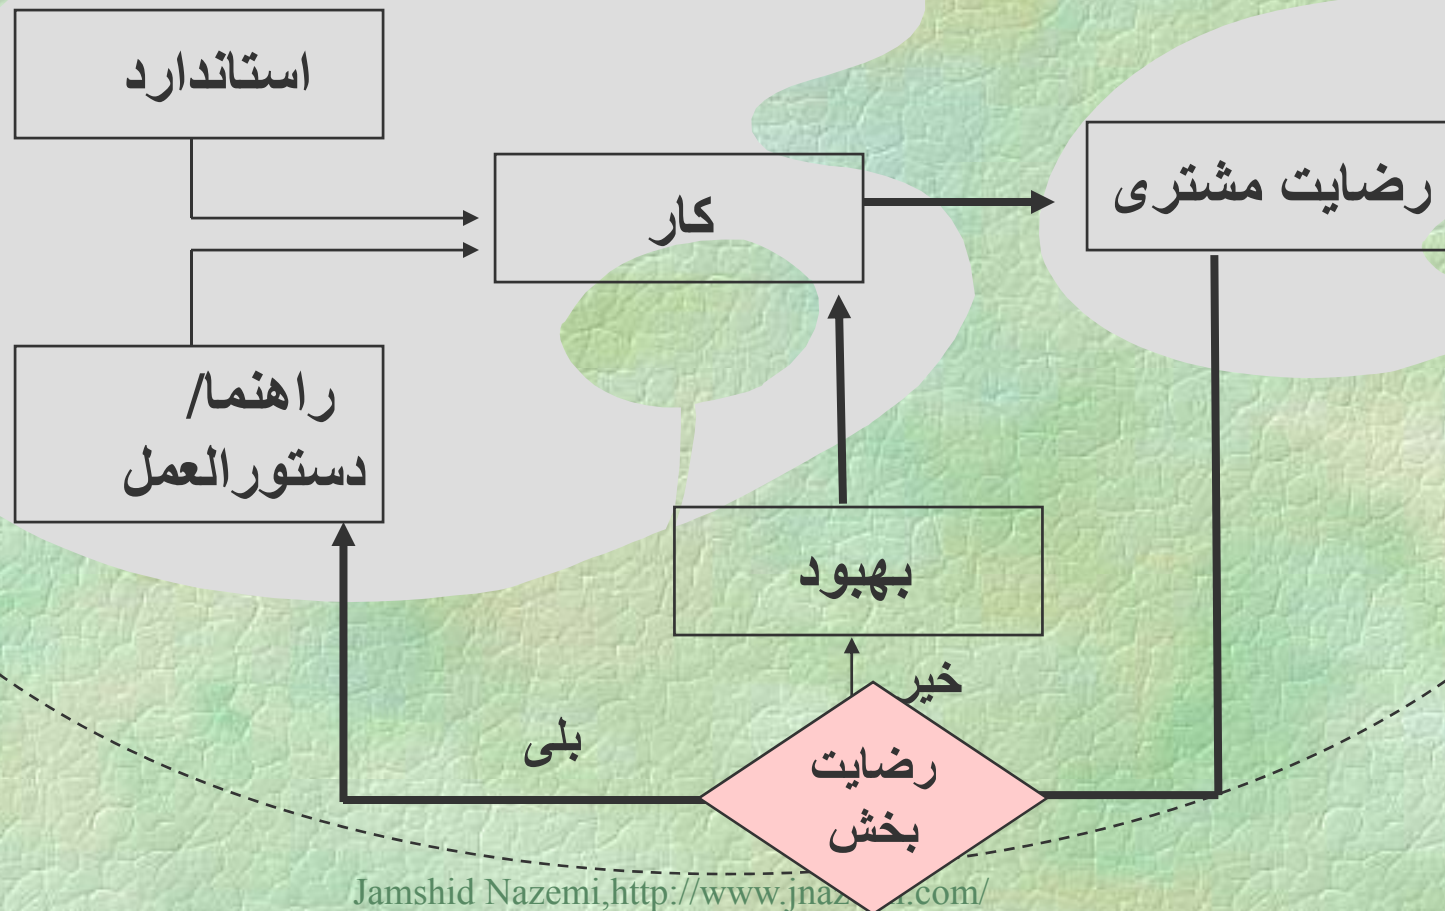 استاندارد
کار
رضایت مشتری
راهنما/
دستورالعمل
بهبود
خیر
بلی
رضایت
بخش
Jamshid Nazemi,http://www.jnaz .com/